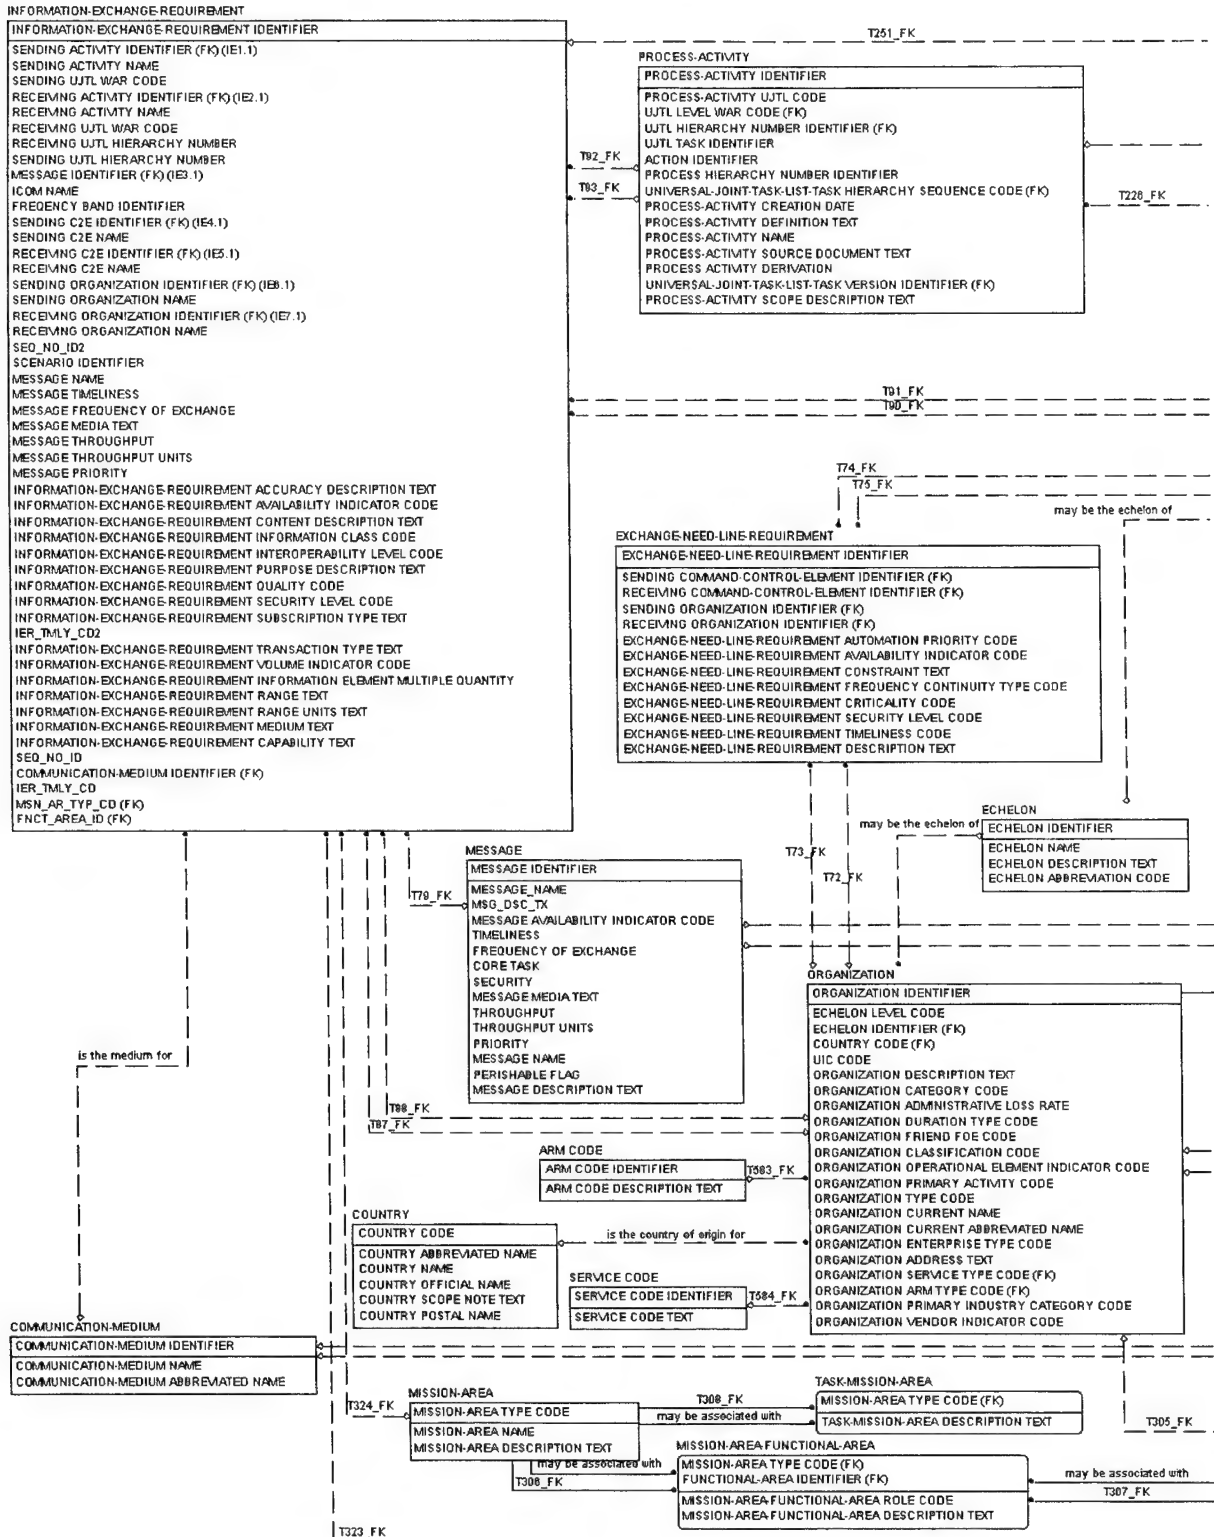 INFORMATION-EXCHANGE-REQUIREMENT
INFORMATION-EXCHANGE-REQUIREMENT IDENTIFIER
SENDING ACTIVITY IDENTIFIER (FK) (IE1.1)
SENDING ACTIVITY NAME
SENDING UJTL WAR CODE
RECEIVING ACTIVITY IDENTIFIER (FK) (IE2.1)
RECEIVING ACTIVITY NAME
RECEIVING UJTL WAR CODE
RECEIVING UJTL HIERARCHY NUMBER
SENDING UJTL HIERARCHY NUMBER
MESSAGE IDENTIFIER (FK) (IE3.1)
ICOM NAME
FREQENCY BAND IDENTIFIER
SENDING C2E IDENTIFIER (FK) (IE4.1)
SENDING C2E NAME
RECEIVING C2E IDENTIFIER (FK) (IE5.1)
RECEIVING C2E NAME
SENDING ORGANIZATION IDENTIFIER (FK) (IE6.1)
SENDING ORGANIZATION NAME
RECEIVING ORGANIZATION IDENTIFIER (FK) (IE7.1)
RECEIVING ORGANIZATION NAME
SEQ_NO_ID2
SCENARIO IDENTIFIER
MESSAGE NAME
MESSAGE TIMELINESS
MESSAGE FREQUENCY OF EXCHANGE
MESSAGE MEDIA TEXT
MESSAGE THROUGHPUT
MESSAGE THROUGHPUT UNITS
MESSAGE PRIORITY
INFORMATION-EXCHANGE-REQUIREMENT ACCURACY DESCRIPTION TEXT
INFORMATION-EXCHANGE-REQUIREMENT AVAILABILITY INDICATOR CODE
INFORMATION-EXCHANGE-REQUIREMENT CONTENT DESCRIPTION TEXT
INFORMATION-EXCHANGE-REQUIREMENT INFORMATION CLASS CODE
INFORMATION-EXCHANGE-REQUIREMENT INTEROPERABILITY LEVEL CODE
INFORMATION-EXCHANGE-REQUIREMENT PURPOSE DESCRIPTION TEXT
INFORMATION-EXCHANGE-REQUIREMENT QUALITY CODE
INFORMATION-EXCHANGE-REQUIREMENT SECURITY LEVEL CODE
INFORMATION-EXCHANGE-REQUIREMENT SUBSCRIPTION TYPE TEXT
IER_TMLY_CD2
INFORMATION-EXCHANGE-REQUIREMENT TRANSACTION TYPE TEXT
INFORMATION-EXCHANGE-REQUIREMENT VOLUME INDICATOR CODE
INFORMATION-EXCHANGE-REQUIREMENT INFORMATION ELEMENT MULTIPLE QUANTITY
INFORMATION-EXCHANGE-REQUIREMENT RANGE TEXT
INFORMATION-EXCHANGE-REQUIREMENT RANGE UNITS TEXT
INFORMATION-EXCHANGE-REQUIREMENT MEDIUM TEXT
INFORMATION-EXCHANGE-REQUIREMENT CAPABILITY TEXT
SEQ_NO_ID
COMMUNICATION-MEDIUM IDENTIFIER (FK)
IER_TMLY_CD
MSN_AR_TYP_CD (FK)
FNCT_AREA_ID (FK)
T251_FK
PROCESS-ACTIVITY
PROCESS-ACTIVITY IDENTIFIER
PROCESS-ACTIVITY UJTL CODE
UJTL LEVEL WAR CODE (FK)
UJTL HIERARCHY NUMBER IDENTIFIER (FK)
UJTL TASK IDENTIFIER
ACTION IDENTIFIER
PROCESS HIERARCHY NUMBER IDENTIFIER
UNIVERSAL-JOINT-TASK-LIST-TASK HIERARCHY SEQUENCE CODE (FK)
PROCESS-ACTIVITY CREATION DATE
PROCESS-ACTIVITY DEFINITION TEXT
PROCESS-ACTIVITY NAME
PROCESS-ACTIVITY SOURCE DOCUMENT TEXT
PROCESS ACTIVITY DERIVATION
UNIVERSAL-JOINT-TASK-LIST-TASK VERSION IDENTIFIER (FK)
PROCESS-ACTIVITY SCOPE DESCRIPTION TEXT
T92_FK
T93_FK
T228_FK
T91_FK
T90_FK
T74_FK
T75_FK
may be the echelon of
EXCHANGE-NEED-LINE-REQUIREMENT
EXCHANGE-NEED-LINE-REQUIREMENT IDENTIFIER
SENDING COMMAND-CONTROL-ELEMENT IDENTIFIER (FK)
RECEIVING COMMAND-CONTROL-ELEMENT IDENTIFIER (FK)
SENDING ORGANIZATION IDENTIFIER (FK)
RECEIVING ORGANIZATION IDENTIFIER (FK)
EXCHANGE-NEED-LINE-REQUIREMENT AUTOMATION PRIORITY CODE
EXCHANGE-NEED-LINE-REQUIREMENT AVAILABILITY INDICATOR CODE
EXCHANGE-NEED-LINE-REQUIREMENT CONSTRAINT TEXT
EXCHANGE-NEED-LINE-REQUIREMENT FREQUENCY CONTINUITY TYPE CODE
EXCHANGE-NEED-LINE-REQUIREMENT CRITICALITY CODE
EXCHANGE-NEED-LINE-REQUIREMENT SECURITY LEVEL CODE
EXCHANGE-NEED-LINE-REQUIREMENT TIMELINESS CODE
EXCHANGE-NEED-LINE-REQUIREMENT DESCRIPTION TEXT
ECHELON
may be the echelon of
ECHELON IDENTIFIER
ECHELON NAME
ECHELON DESCRIPTION TEXT
ECHELON ABBREVIATION CODE
T73_FK
T72_FK
MESSAGE
MESSAGE IDENTIFIER
MESSAGE_NAME
MSG_DSC_TX
MESSAGE AVAILABILITY INDICATOR CODE
TIMELINESS
FREQUENCY OF EXCHANGE
CORE TASK
SECURITY
MESSAGE MEDIA TEXT
THROUGHPUT
THROUGHPUT UNITS
PRIORITY
MESSAGE NAME
PERISHABLE FLAG
MESSAGE DESCRIPTION TEXT
T79_FK
ORGANIZATION
ORGANIZATION IDENTIFIER
ECHELON LEVEL CODE
ECHELON IDENTIFIER (FK)
COUNTRY CODE (FK)
UIC CODE
ORGANIZATION DESCRIPTION TEXT
ORGANIZATION CATEGORY CODE
ORGANIZATION ADMINISTRATIVE LOSS RATE
ORGANIZATION DURATION TYPE CODE
ORGANIZATION FRIEND FOE CODE
ORGANIZATION CLASSIFICATION CODE
ORGANIZATION OPERATIONAL ELEMENT INDICATOR CODE
ORGANIZATION PRIMARY ACTIVITY CODE
ORGANIZATION TYPE CODE
ORGANIZATION CURRENT NAME
ORGANIZATION CURRENT ABBREVIATED NAME
ORGANIZATION ENTERPRISE TYPE CODE
ORGANIZATION ADDRESS TEXT
ORGANIZATION SERVICE TYPE CODE (FK)
ORGANIZATION ARM TYPE CODE (FK)
ORGANIZATION PRIMARY INDUSTRY CATEGORY CODE
ORGANIZATION VENDOR INDICATOR CODE
is the medium for
T88_FK
T87_FK
ARM CODE
ARM CODE IDENTIFIER
ARM CODE DESCRIPTION TEXT
T583_FK
COUNTRY
COUNTRY CODE
COUNTRY ABBREVIATED NAME
COUNTRY NAME
COUNTRY OFFICIAL NAME
COUNTRY SCOPE NOTE TEXT
COUNTRY POSTAL NAME
is the country of origin for
SERVICE CODE
SERVICE CODE IDENTIFIER
SERVICE CODE TEXT
T584_FK
COMMUNICATION-MEDIUM
COMMUNICATION-MEDIUM IDENTIFIER
COMMUNICATION-MEDIUM NAME
COMMUNICATION-MEDIUM ABBREVIATED NAME
T324_FK
MISSION-AREA
MISSION-AREA TYPE CODE
MISSION-AREA NAME
MISSION-AREA DESCRIPTION TEXT
T308_FK
may be associated with
TASK-MISSION-AREA
MISSION-AREA TYPE CODE (FK)
TASK-MISSION-AREA DESCRIPTION TEXT
T305_FK
may be associated with
T306_FK
MISSION-AREA-FUNCTIONAL-AREA
MISSION-AREA TYPE CODE (FK)
FUNCTIONAL-AREA IDENTIFIER (FK)
MISSION-AREA-FUNCTIONAL-AREA ROLE CODE
MISSION-AREA-FUNCTIONAL-AREA DESCRIPTION TEXT
may be associated with
T307_FK
T323_FK